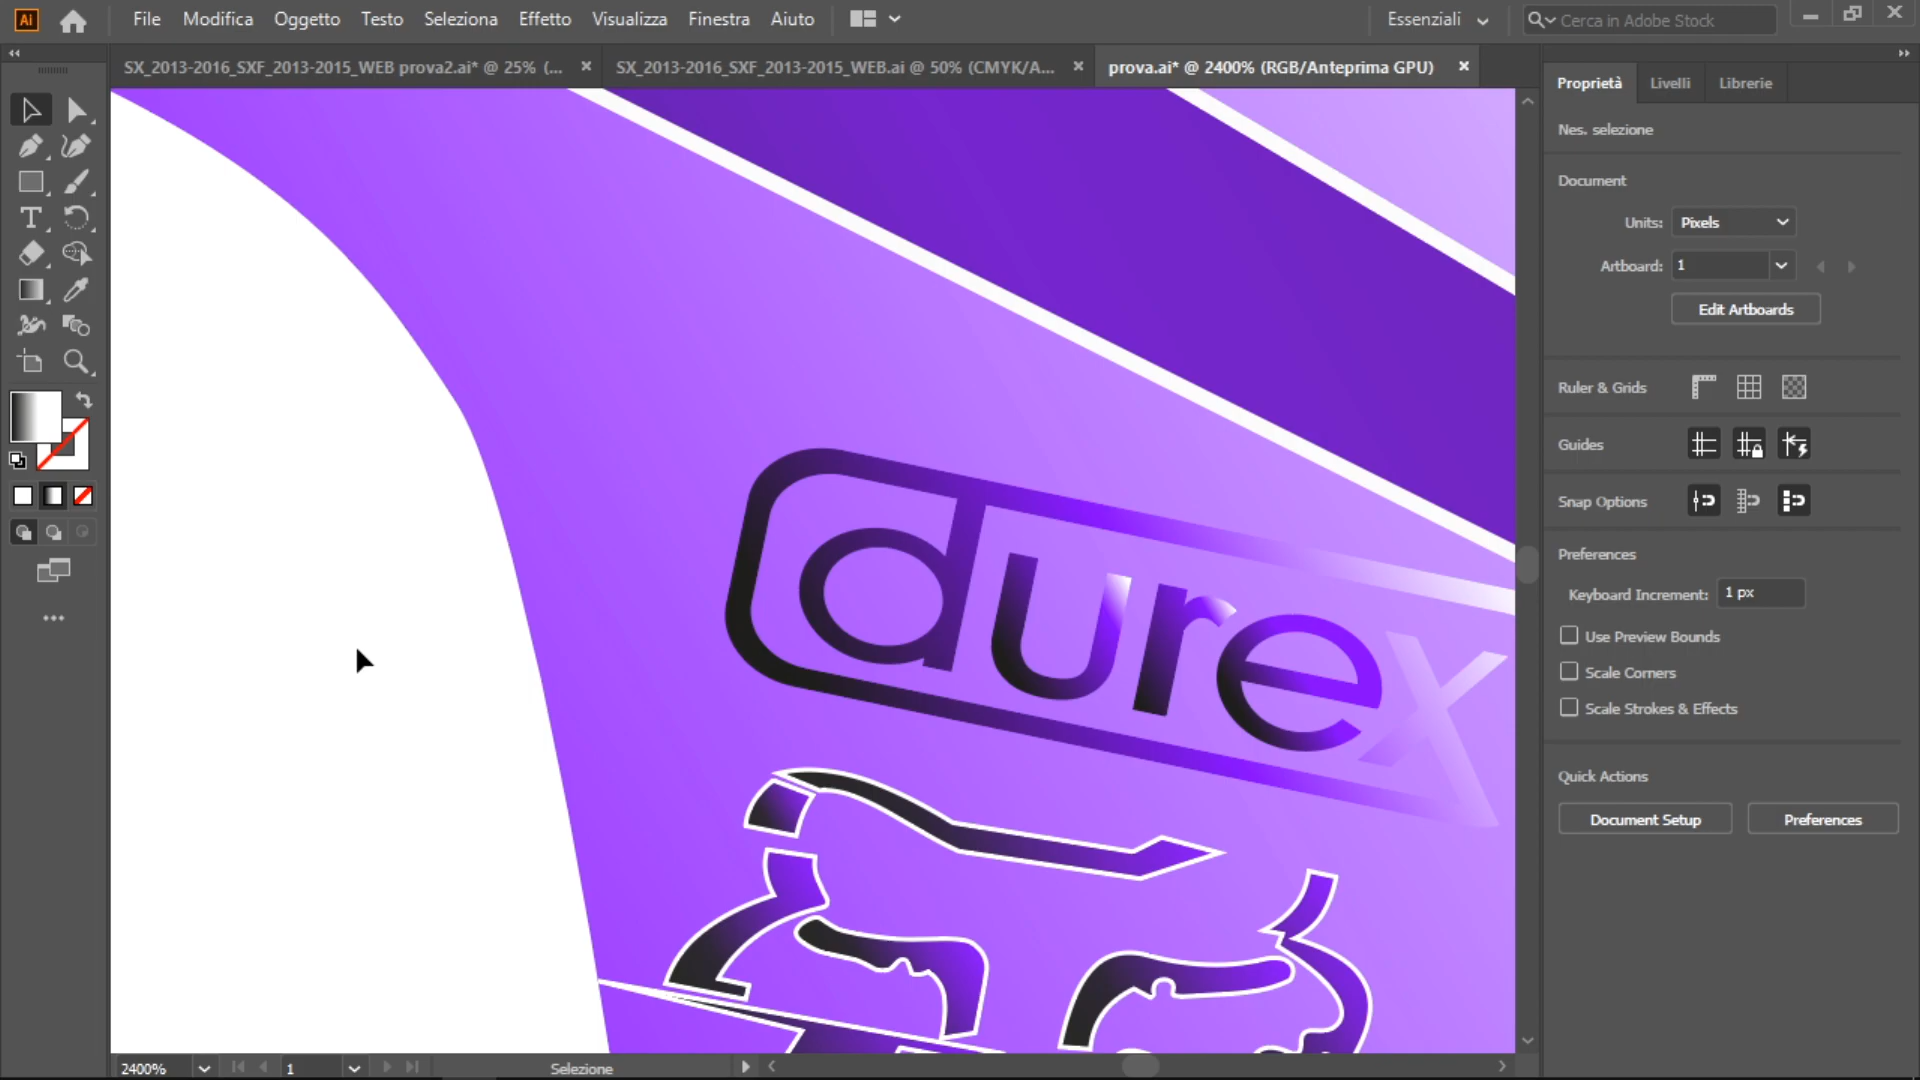 Ai File Modifica Oggetto Testo Seleziona Effetto Visualizza Finestra Aiuto Essenziali Cerca in Adobe Stock
SX_2013-2016_SXF_2013-2015_WEB prova2.ai* @ 25% (... SX_2013-2016_SXF_2013-2015_WEB.ai @ 50% (CMYK/A... prova.ai* @ 2400% (RGB/Anteprima GPU)
Proprietà Livelli Librerie
Nes. selezione
Document
Units: Pixels
Artboard: 1
Edit Artboards
Ruler & Grids
Guides
Snap Options
Preferences
Keyboard Increment: 1 px
Use Preview Bounds
Scale Corners
Scale Strokes & Effects
Quick Actions
Document Setup Preferences
durex
2400% 1 Selezione